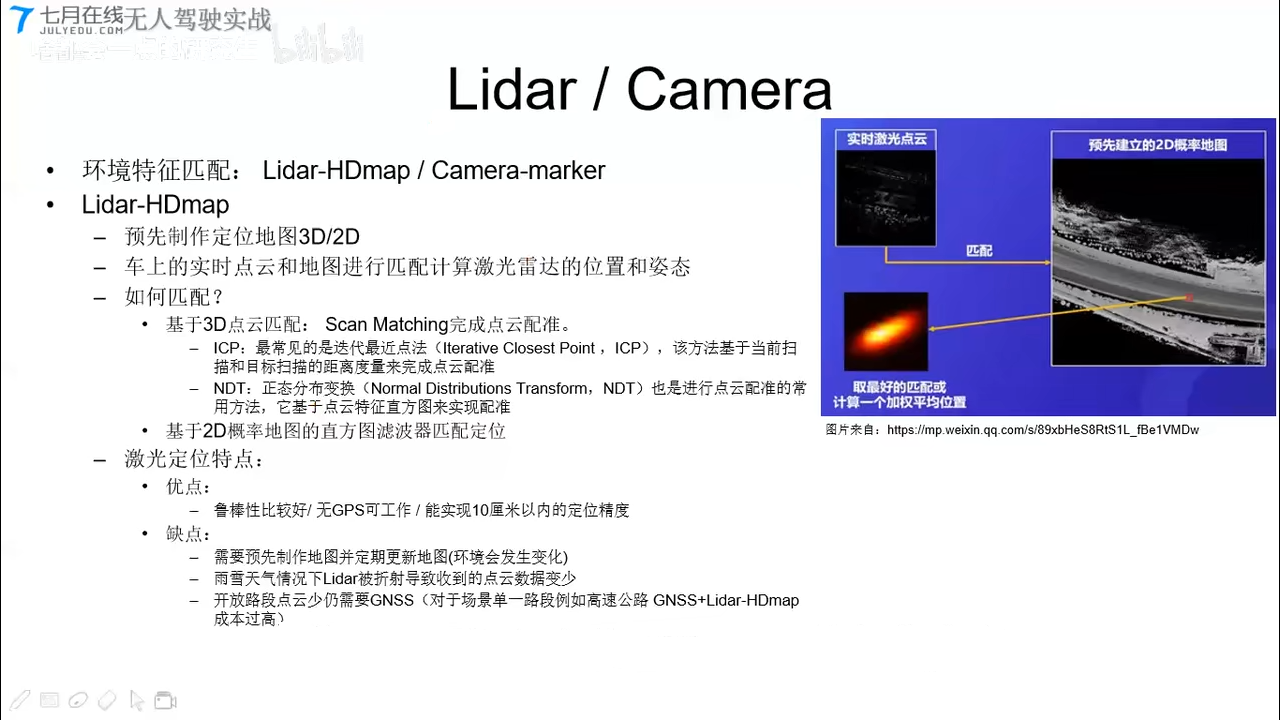 七月在线
JULYEDU.COM
无人驾驶实战
bilibili
Lidar / Camera
• 环境特征匹配： Lidar-HDmap / Camera-marker
• Lidar-HDmap
– 预先制作定位地图3D/2D
– 车上的实时点云和地图进行匹配计算激光雷达的位置和姿态
– 如何匹配？
• 基于3D点云匹配： Scan Matching完成点云配准。
– ICP：最常见的是迭代最近点法（Iterative Closest Point ，ICP），该方法基于当前扫
描和目标扫描的距离度量来完成点云配准
– NDT：正态分布变换（Normal Distributions Transform，NDT）也是进行点云配准的常
用方法，它基于点云特征直方图来实现配准
• 基于2D概率地图的直方图滤波器匹配定位
– 激光定位特点：
• 优点：
– 鲁棒性比较好/ 无GPS可工作 / 能实现10厘米以内的定位精度
• 缺点：
– 需要预先制作地图并定期更新地图(环境会发生变化)
– 雨雪天气情况下Lidar被折射导致收到的点云数据变少
– 开放路段点云少仍需要GNSS（对于场景单一路段例如高速公路 GNSS+Lidar-HDmap
成本过高）
实时激光点云
预先建立的2D概率地图
匹配
取最好的匹配或
计算一个加权平均位置
图片来自：https://mp.weixin.qq.com/s/89xbHeS8RtS1L_fBe1VMDw